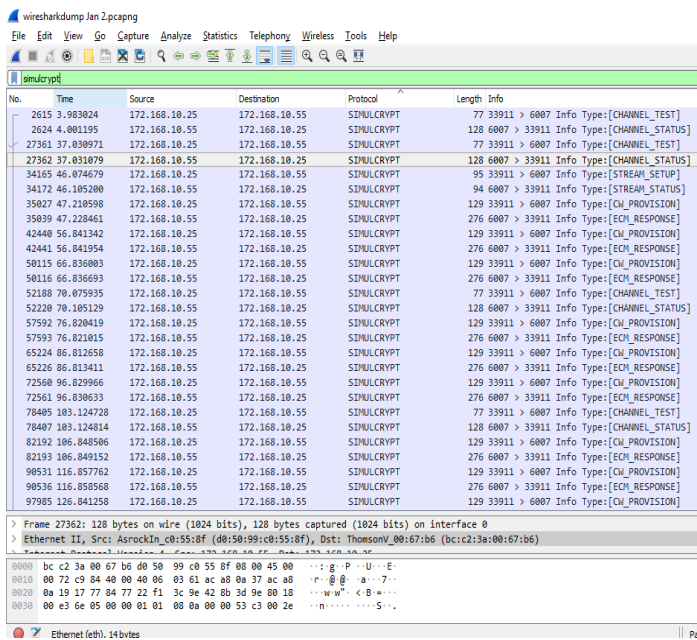 wiresharkdump Jan 2.pcapng
File Edit View Go Capture Analyze Statistics Telephony Wireless Tools Help
simulcrypt
No. Time Source Destination Protocol Length Info
2615 3.983024 172.168.10.25 172.168.10.55 SIMULCRYPT 77 33911 > 6007 Info Type:[CHANNEL_TEST]
2624 4.001195 172.168.10.55 172.168.10.25 SIMULCRYPT 128 6007 > 33911 Info Type:[CHANNEL_STATUS]
27361 37.030971 172.168.10.25 172.168.10.55 SIMULCRYPT 77 33911 > 6007 Info Type:[CHANNEL_TEST]
27362 37.031079 172.168.10.55 172.168.10.25 SIMULCRYPT 128 6007 > 33911 Info Type:[CHANNEL_STATUS]
34165 46.074679 172.168.10.25 172.168.10.55 SIMULCRYPT 95 33911 > 6007 Info Type:[STREAM_SETUP]
34172 46.105200 172.168.10.55 172.168.10.25 SIMULCRYPT 94 6007 > 33911 Info Type:[STREAM_STATUS]
35027 47.210598 172.168.10.25 172.168.10.55 SIMULCRYPT 129 33911 > 6007 Info Type:[CW_PROVISION]
35039 47.228461 172.168.10.55 172.168.10.25 SIMULCRYPT 276 6007 > 33911 Info Type:[ECM_RESPONSE]
42440 56.841342 172.168.10.25 172.168.10.55 SIMULCRYPT 129 33911 > 6007 Info Type:[CW_PROVISION]
42441 56.841954 172.168.10.55 172.168.10.25 SIMULCRYPT 276 6007 > 33911 Info Type:[ECM_RESPONSE]
50115 66.836003 172.168.10.25 172.168.10.55 SIMULCRYPT 129 33911 > 6007 Info Type:[CW_PROVISION]
50116 66.836693 172.168.10.55 172.168.10.25 SIMULCRYPT 276 6007 > 33911 Info Type:[ECM_RESPONSE]
52188 70.075935 172.168.10.25 172.168.10.55 SIMULCRYPT 77 33911 > 6007 Info Type:[CHANNEL_TEST]
52220 70.105129 172.168.10.55 172.168.10.25 SIMULCRYPT 128 6007 > 33911 Info Type:[CHANNEL_STATUS]
57592 76.820419 172.168.10.25 172.168.10.55 SIMULCRYPT 129 33911 > 6007 Info Type:[CW_PROVISION]
57593 76.821015 172.168.10.55 172.168.10.25 SIMULCRYPT 276 6007 > 33911 Info Type:[ECM_RESPONSE]
65224 86.812658 172.168.10.25 172.168.10.55 SIMULCRYPT 129 33911 > 6007 Info Type:[CW_PROVISION]
65226 86.813411 172.168.10.55 172.168.10.25 SIMULCRYPT 276 6007 > 33911 Info Type:[ECM_RESPONSE]
72560 96.829966 172.168.10.25 172.168.10.55 SIMULCRYPT 129 33911 > 6007 Info Type:[CW_PROVISION]
72561 96.830633 172.168.10.55 172.168.10.25 SIMULCRYPT 276 6007 > 33911 Info Type:[ECM_RESPONSE]
78405 103.124728 172.168.10.25 172.168.10.55 SIMULCRYPT 77 33911 > 6007 Info Type:[CHANNEL_TEST]
78407 103.124814 172.168.10.55 172.168.10.25 SIMULCRYPT 128 6007 > 33911 Info Type:[CHANNEL_STATUS]
82192 106.848506 172.168.10.25 172.168.10.55 SIMULCRYPT 129 33911 > 6007 Info Type:[CW_PROVISION]
82193 106.849152 172.168.10.55 172.168.10.25 SIMULCRYPT 276 6007 > 33911 Info Type:[ECM_RESPONSE]
90531 116.857762 172.168.10.25 172.168.10.55 SIMULCRYPT 129 33911 > 6007 Info Type:[CW_PROVISION]
90536 116.858568 172.168.10.55 172.168.10.25 SIMULCRYPT 276 6007 > 33911 Info Type:[ECM_RESPONSE]
97985 126.841258 172.168.10.25 172.168.10.55 SIMULCRYPT 129 33911 > 6007 Info Type:[CW_PROVISION]
Frame 27362: 128 bytes on wire (1024 bits), 128 bytes captured (1024 bits) on interface 0
Ethernet II, Src: AsrockIn_c0:55:8f (d0:50:99:c0:55:8f), Dst: ThomsonV_00:67:b6 (bc:c2:3a:00:67:b6)
0000 bc c2 3a 00 67 b6 d0 50 99 c0 55 8f 08 00 45 00 ··:·g··P ··U···E·
0010 00 72 c9 84 40 00 40 06 03 61 ac a8 0a 37 ac a8 ·r··@·@· ·a···7··
0020 0a 19 17 77 84 77 22 f1 3c 9e 42 8b 3d 9e 80 18 ···w·w"· <·B·=···
0030 00 e3 6e 05 00 00 01 01 08 0a 00 00 53 c3 00 2e ··n····· ····S··.
Ethernet (eth), 14 bytes